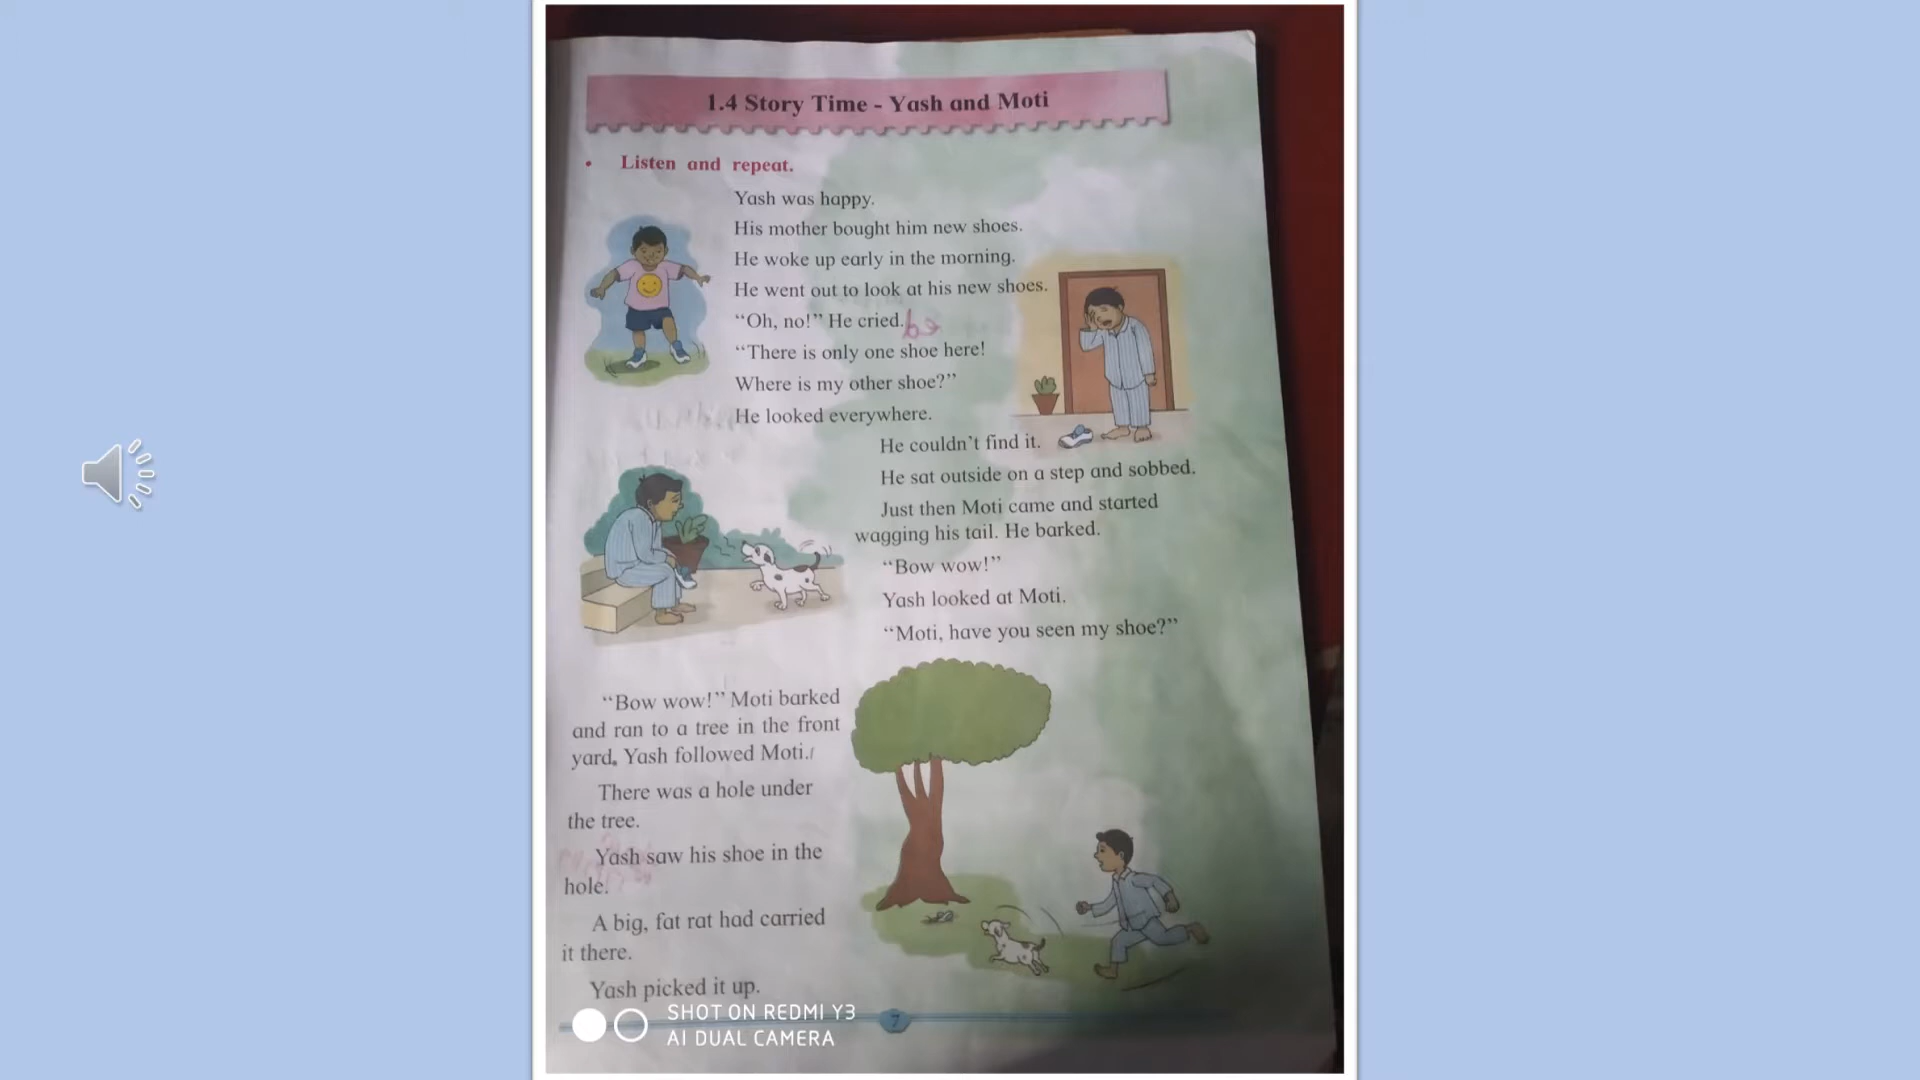 1.4 Story Time - Yash and Moti
• Listen and repeat.
Yash was happy.
His mother bought him new shoes.
He woke up early in the morning.
He went out to look at his new shoes.
“Oh, no!” He cried.
“There is only one shoe here!
Where is my other shoe?”
He looked everywhere.
He couldn’t find it.
He sat outside on a step and sobbed.
Just then Moti came and started
wagging his tail. He barked.
“Bow wow!”
Yash looked at Moti.
“Moti, have you seen my shoe?”
“Bow wow!” Moti barked
and ran to a tree in the front
yard. Yash followed Moti.
There was a hole under
the tree.
Yash saw his shoe in the
hole.
A big, fat rat had carried
it there.
Yash picked it up.
7
SHOT ON REDMI Y3
AI DUAL CAMERA